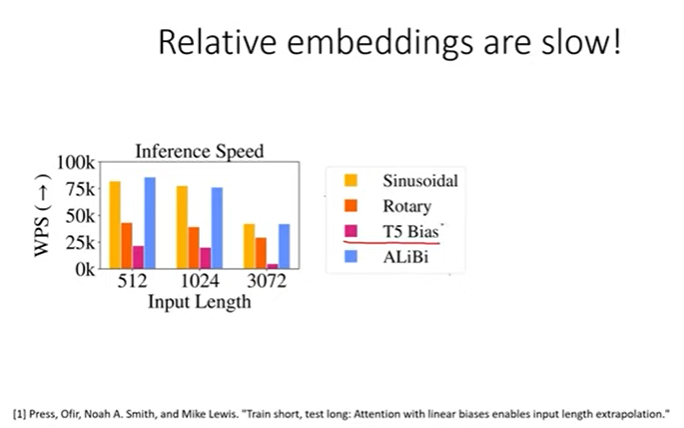 Relative embeddings are slow!
Inference Speed
100k
75k
50k
25k
0k
WPS (→)
512 1024 3072
Input Length
Sinusoidal
Rotary
T5 Bias
ALiBi
[1] Press, Ofir, Noah A. Smith, and Mike Lewis. "Train short, test long: Attention with linear biases enables input length extrapolation."